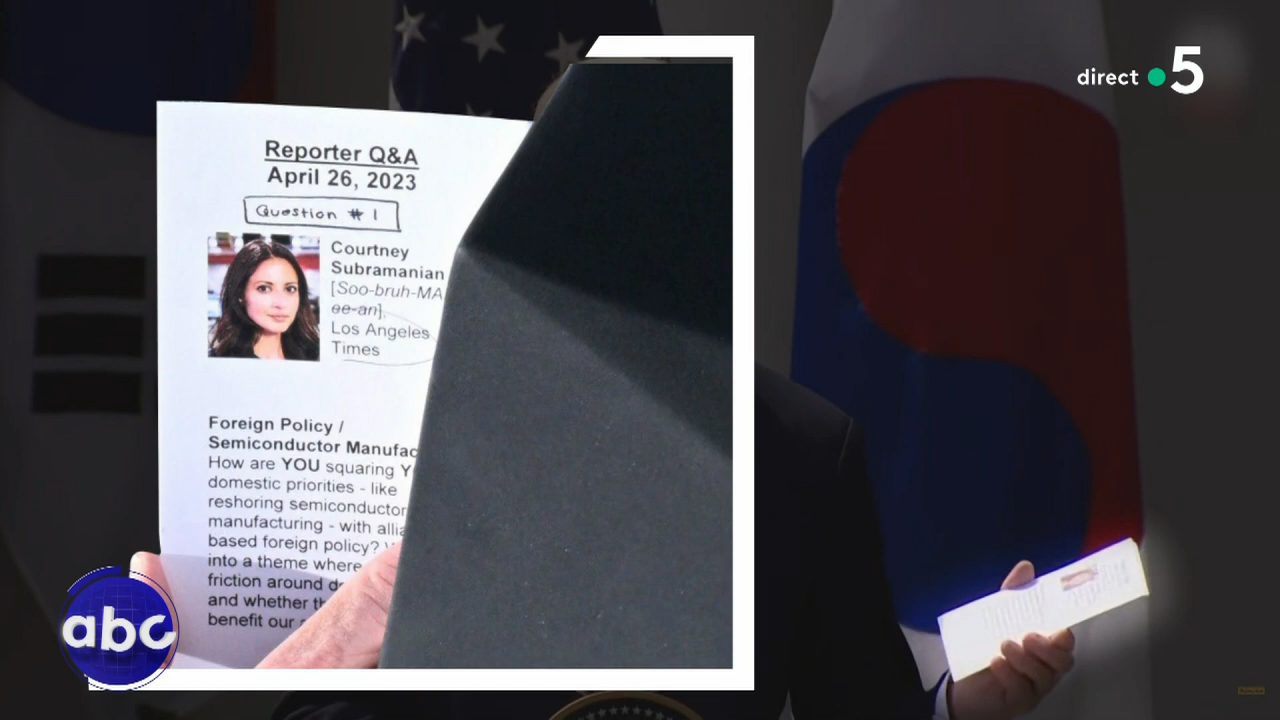 Reporter Q&A
April 26, 2023
Question # 1
Courtney
Subramanian
[Soo-bruh-MA
ee-an],
Los Angeles
Times
Foreign Policy /
Semiconductor Manufac
How are YOU squaring Y
domestic priorities - like
reshoring semiconductor
manufacturing - with allia
based foreign policy?
into a theme where
friction around d
and whether th
benefit our
direct 5
abc